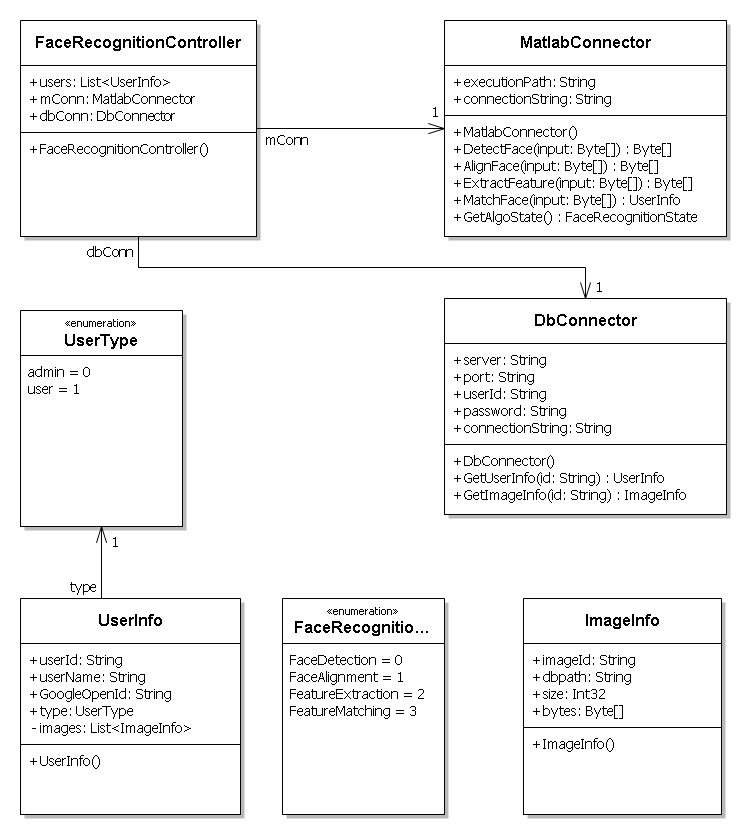 FaceRecognitionController
+users: List<UserInfo>
+mConn: MatlabConnector
+dbConn: DbConnector
+FaceRecognitionController()
mConn
1
dbConn
MatlabConnector
+executionPath: String
+connectionString: String
+MatlabConnector()
+DetectFace(input: Byte[]) : Byte[]
+AlignFace(input: Byte[]) : Byte[]
+ExtractFeature(input: Byte[]) : Byte[]
+MatchFace(input: Byte[]) : UserInfo
+GetAlgoState() : FaceRecognitionState
1
DbConnector
+server: String
+port: String
+userId: String
+password: String
+connectionString: String
+DbConnector()
+GetUserInfo(id: String) : UserInfo
+GetImageInfo(id: String) : ImageInfo
«enumeration»
UserType
admin = 0
user = 1
1
type
UserInfo
+userId: String
+userName: String
+GoogleOpenId: String
+type: UserType
-images: List<ImageInfo>
+UserInfo()
«enumeration»
FaceRecognitio...
FaceDetection = 0
FaceAlignment = 1
FeatureExtraction = 2
FeatureMatching = 3
ImageInfo
+imageId: String
+dbpath: String
+size: Int32
+bytes: Byte[]
+ImageInfo()